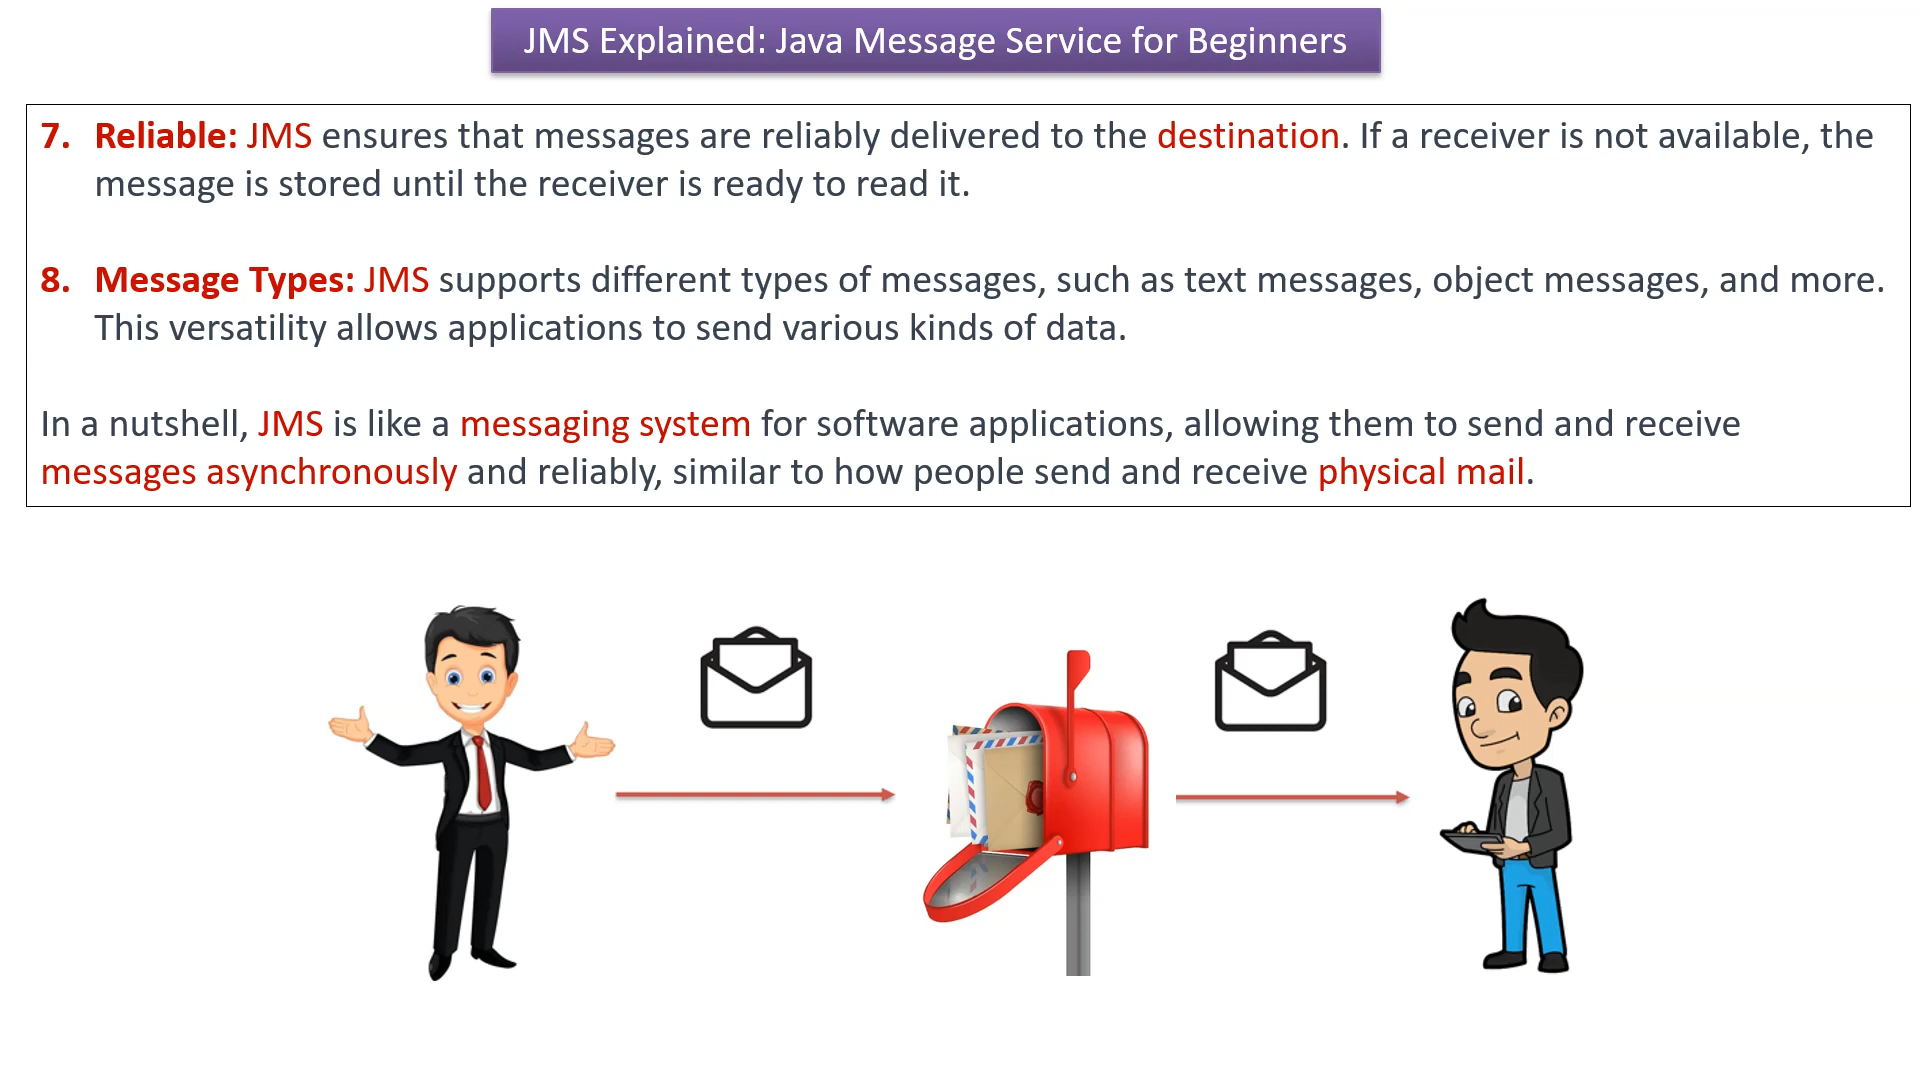 JMS Explained: Java Message Service for Beginners
7. Reliable: JMS ensures that messages are reliably delivered to the destination. If a receiver is not available, the
message is stored until the receiver is ready to read it.
8. Message Types: JMS supports different types of messages, such as text messages, object messages, and more.
This versatility allows applications to send various kinds of data.
In a nutshell, JMS is like a messaging system for software applications, allowing them to send and receive
messages asynchronously and reliably, similar to how people send and receive physical mail.